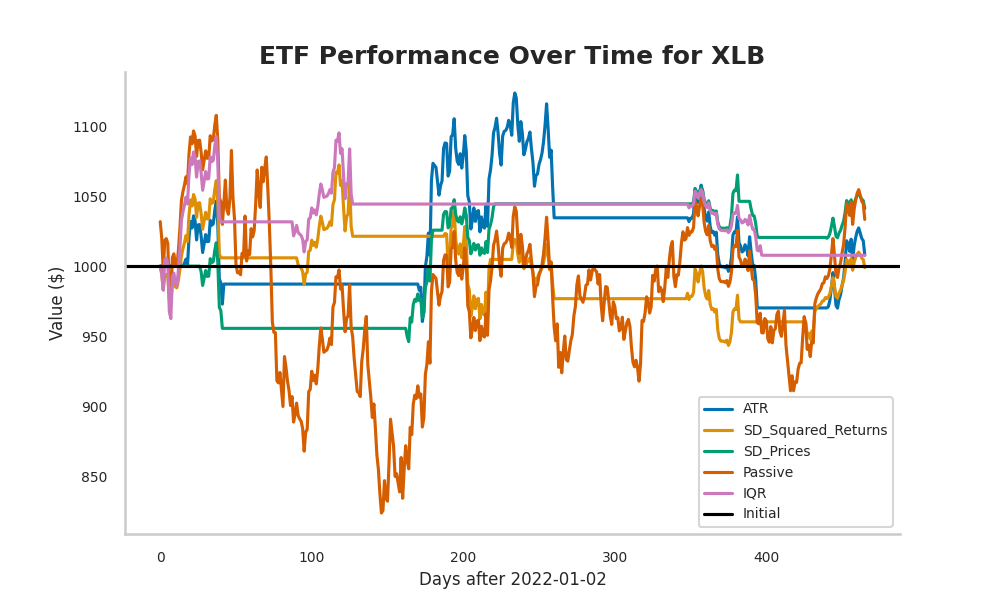 ETF Performance Over Time for XLB
Value ($)
1100
1050
1000
950
900
850
0 100 200 300 400
Days after 2022-01-02
ATR
SD_Squared_Returns
SD_Prices
Passive
IQR
Initial